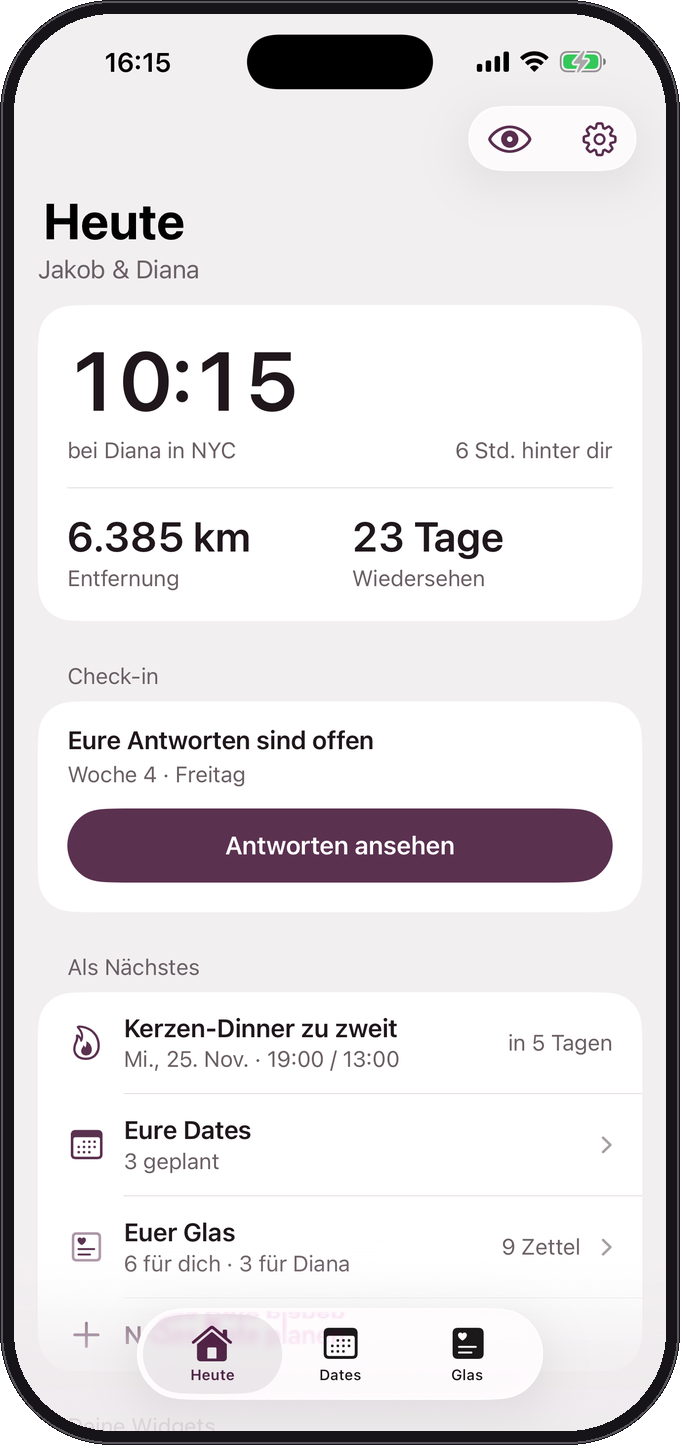 16:15
Heute
Jakob & Diana
10:15
bei Diana in NYC
6 Std. hinter dir
6.385 km
23 Tage
Entfernung
Wiedersehen
Check-in
Eure Antworten sind offen
Woche 4 · Freitag
Antworten ansehen
Als Nächstes
Kerzen-Dinner zu zweit
Mi., 25. Nov. · 19:00 / 13:00
in 5 Tagen
Eure Dates
3 geplant
Euer Glas
6 für dich · 3 für Diana
9 Zettel
Heute
Dates
Glas
Deine Widgets